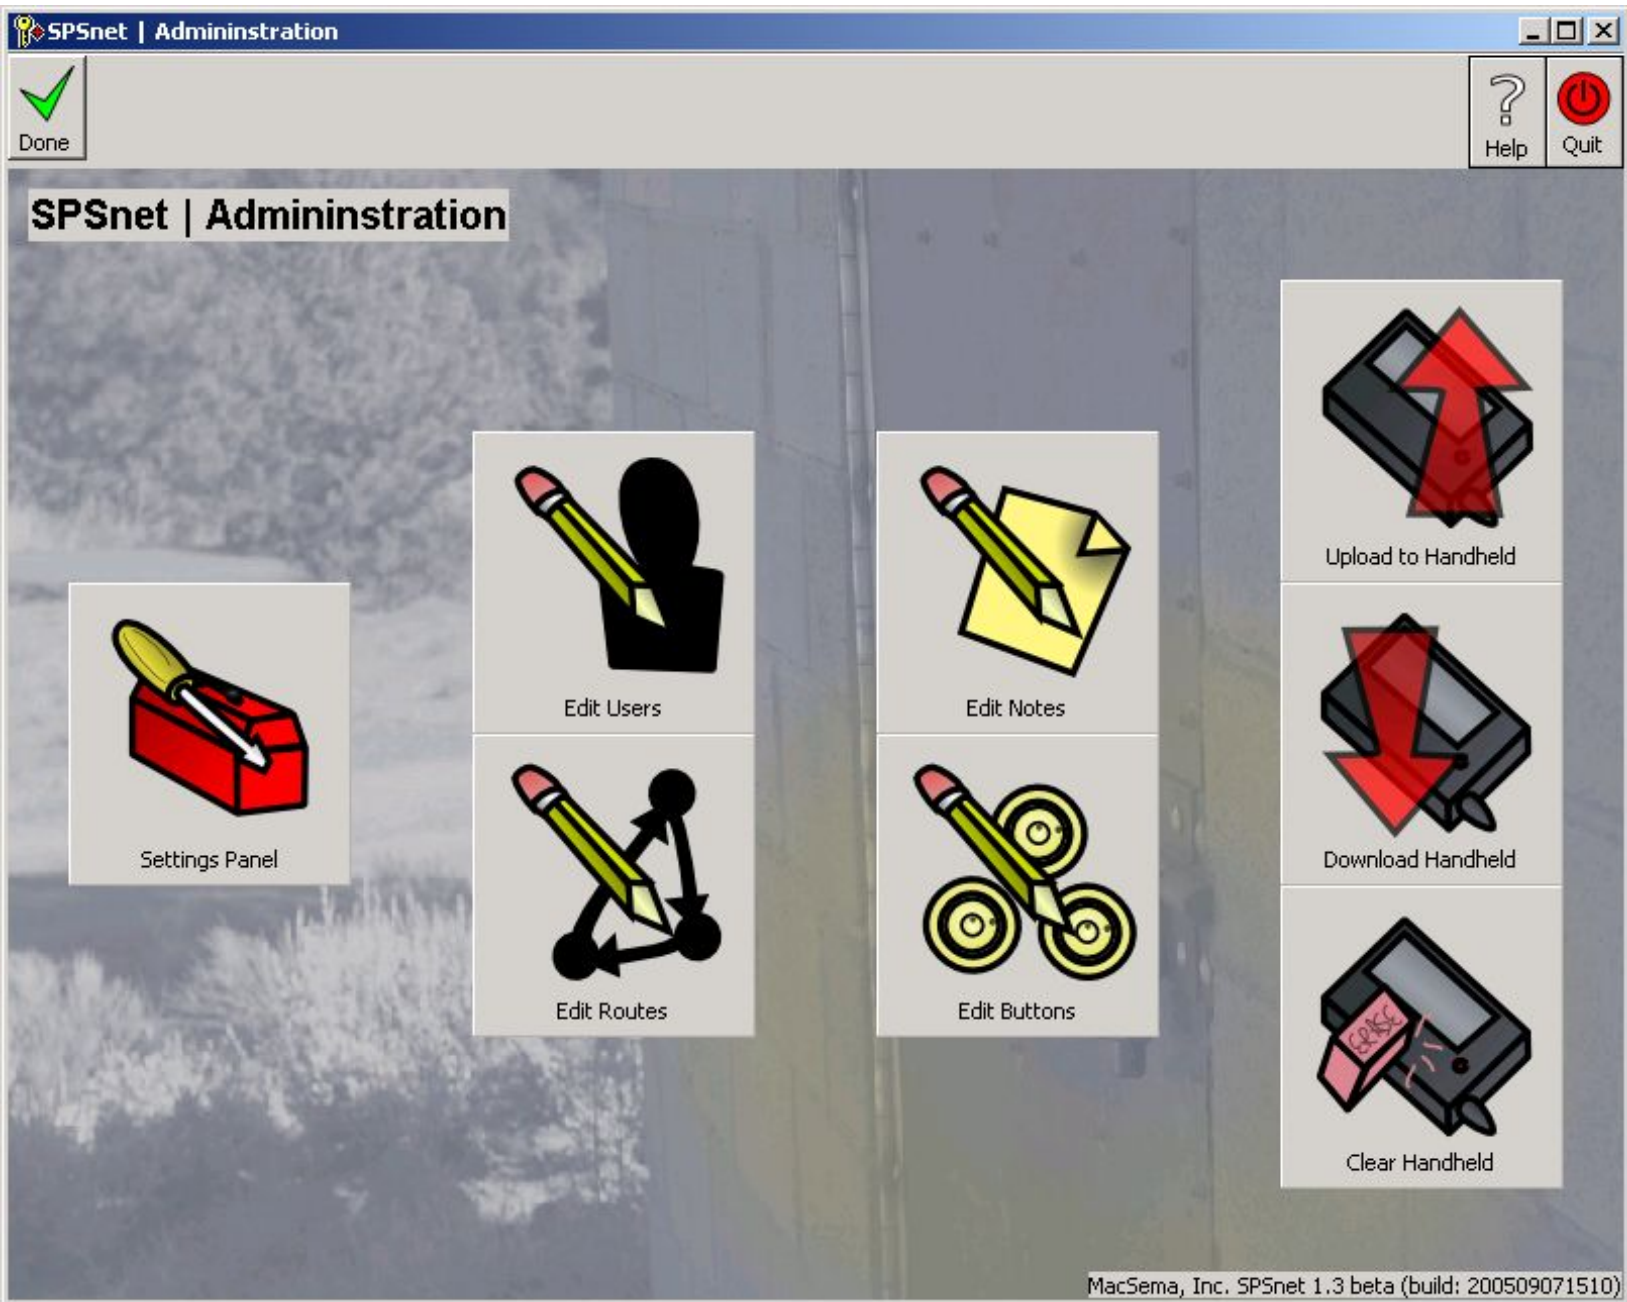 SPSnet | Admininstration
Done
Help
Quit
SPSnet | Admininstration
Upload to Handheld
Edit Users
Edit Notes
Settings Panel
Download Handheld
Edit Routes
Edit Buttons
ERASE
Clear Handheld
MacSema, Inc. SPSnet 1.3 beta (build: 200509071510)